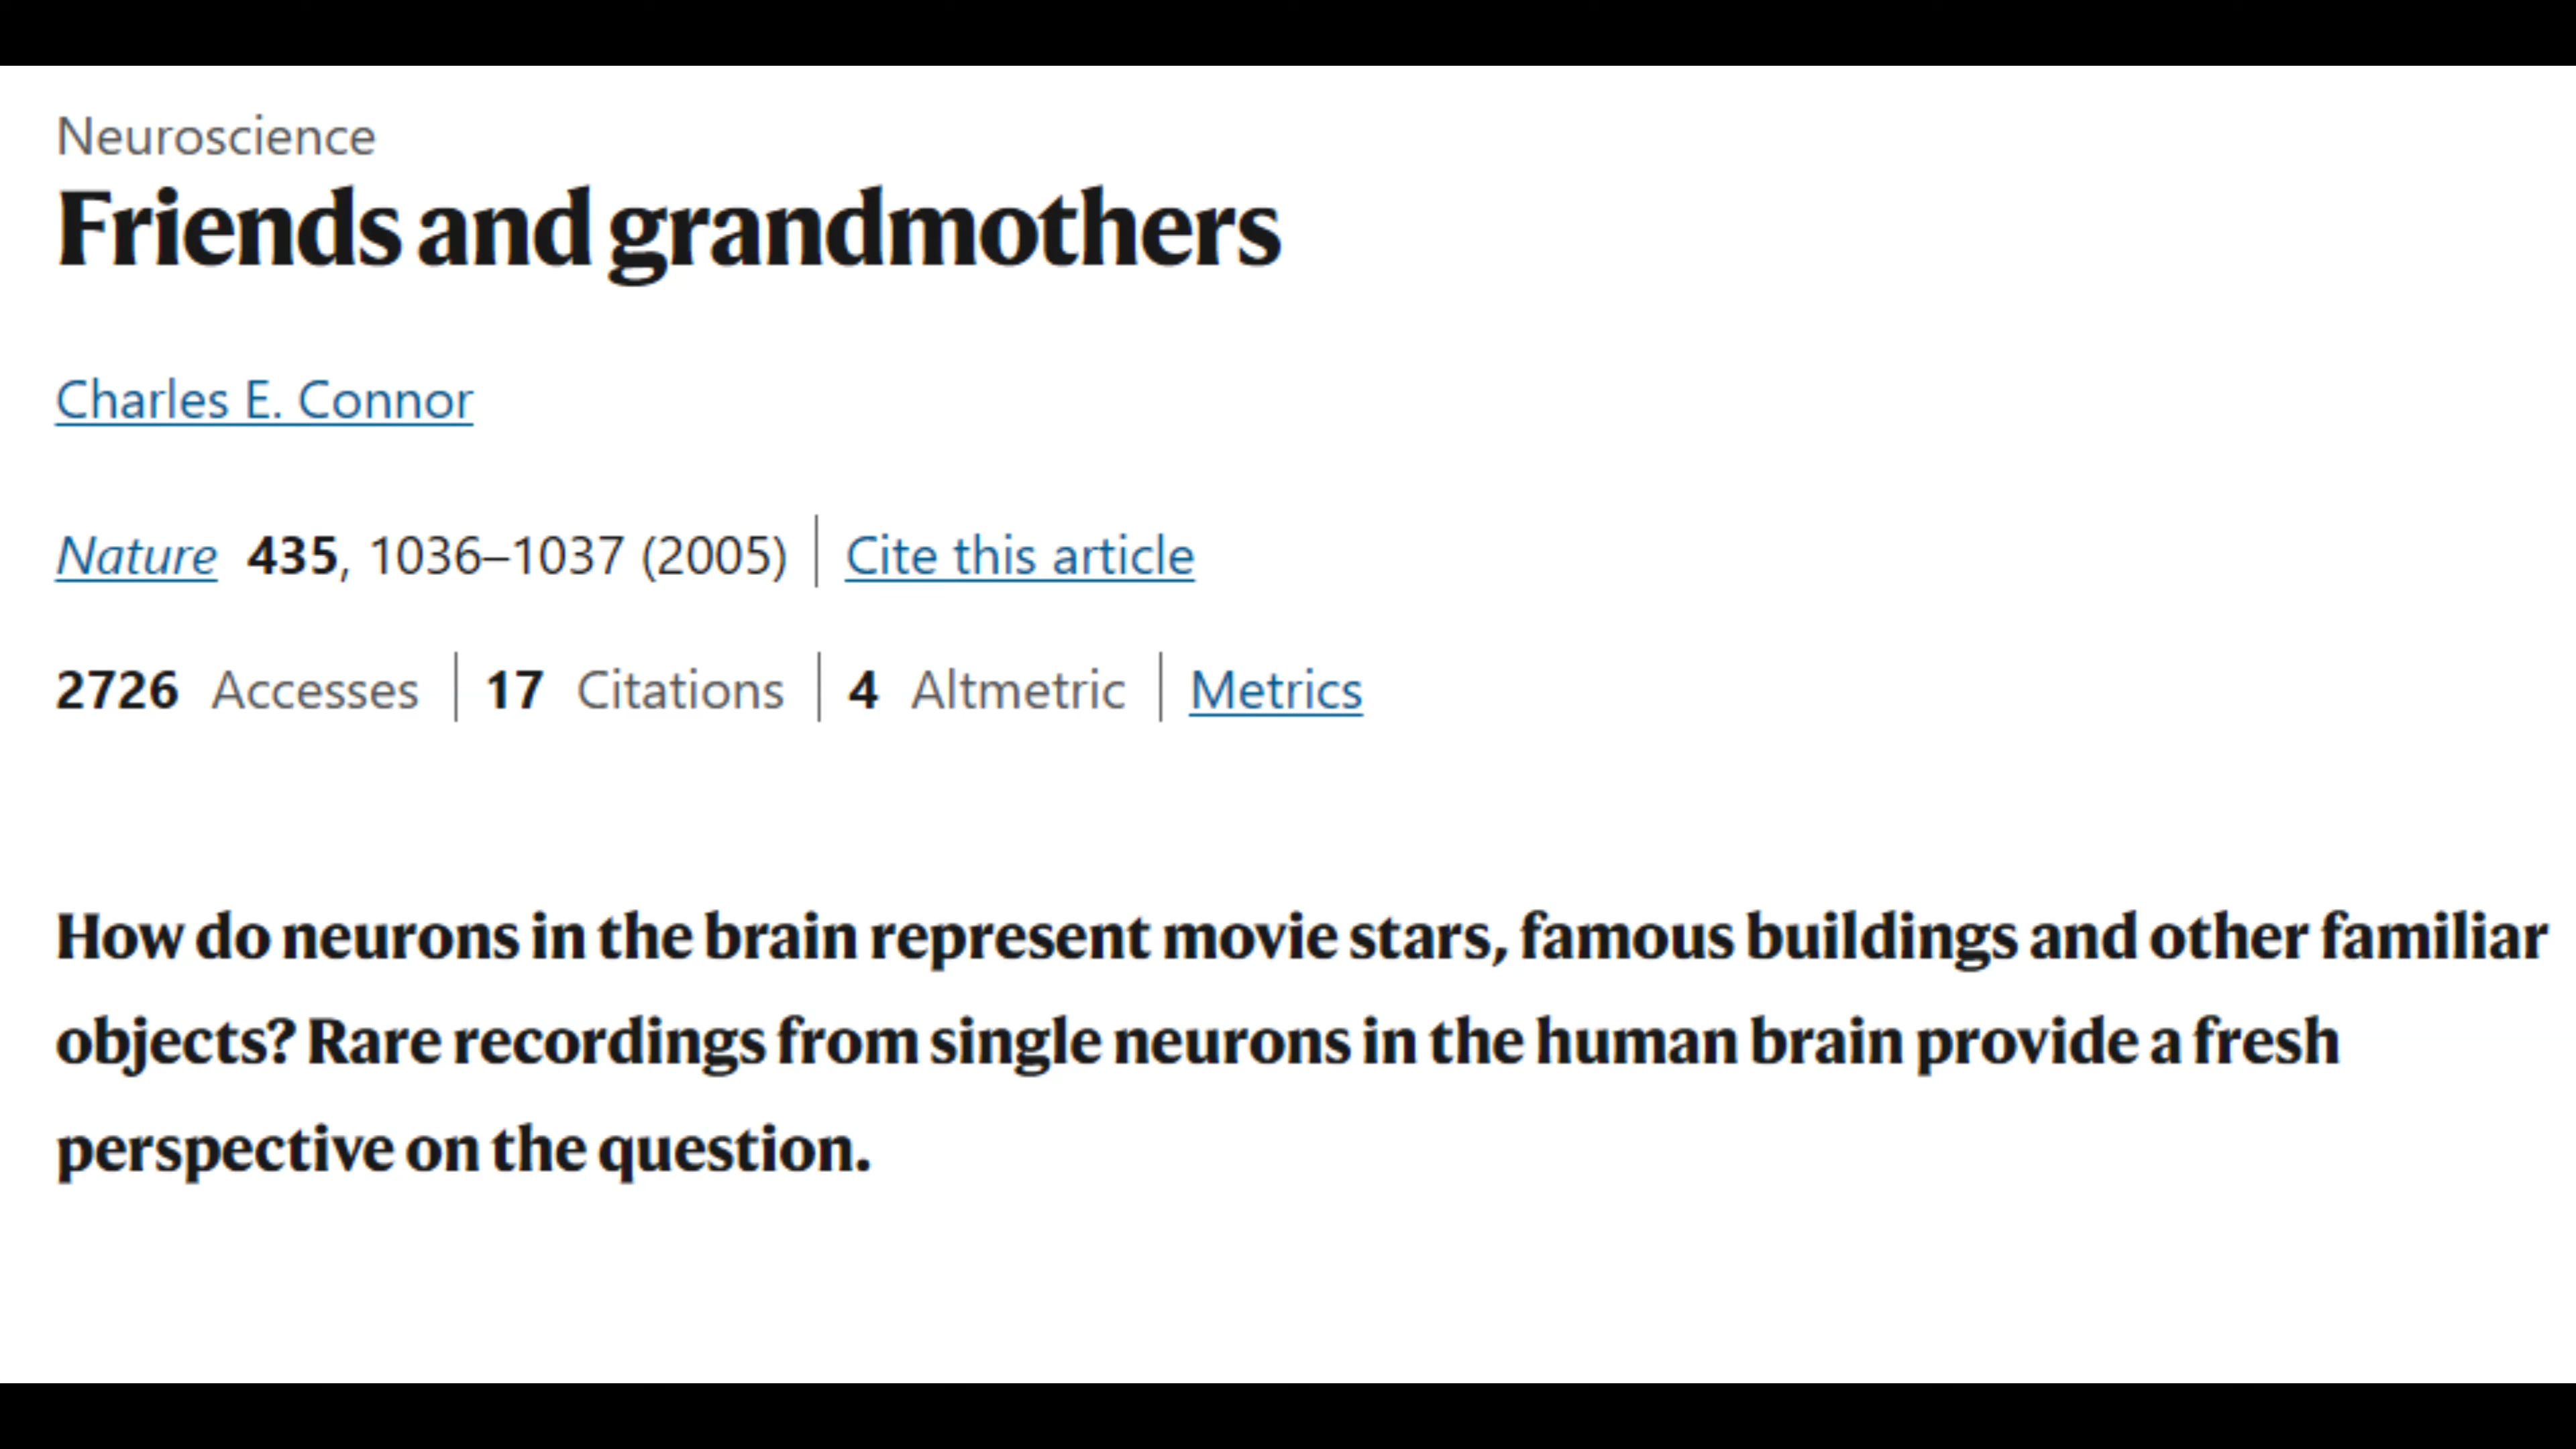 Neuroscience
Friends and grandmothers
Charles E. Connor
Nature 435, 1036–1037 (2005) | Cite this article
2726 Accesses | 17 Citations | 4 Altmetric | Metrics
How do neurons in the brain represent movie stars, famous buildings and other familiar
objects? Rare recordings from single neurons in the human brain provide a fresh
perspective on the question.